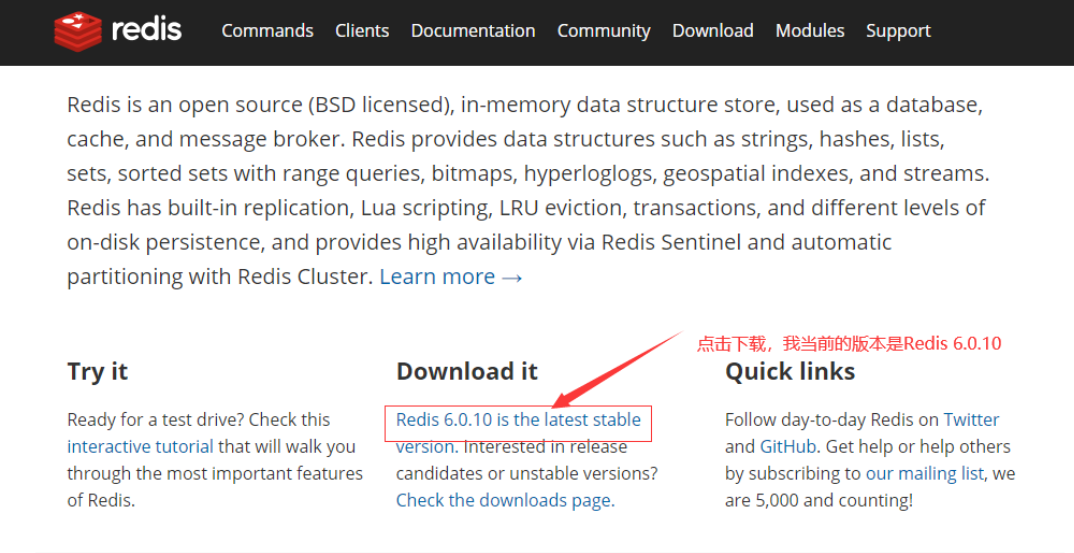 redis Commands Clients Documentation Community Download Modules Support
Redis is an open source (BSD licensed), in-memory data structure store, used as a database,
cache, and message broker. Redis provides data structures such as strings, hashes, lists,
sets, sorted sets with range queries, bitmaps, hyperloglogs, geospatial indexes, and streams.
Redis has built-in replication, Lua scripting, LRU eviction, transactions, and different levels of
on-disk persistence, and provides high availability via Redis Sentinel and automatic
partitioning with Redis Cluster. Learn more →
点击下载，我当前的版本是Redis 6.0.10
Try it
Ready for a test drive? Check this
interactive tutorial that will walk you
through the most important features
of Redis.
Download it
Redis 6.0.10 is the latest stable
version. Interested in release
candidates or unstable versions?
Check the downloads page.
Quick links
Follow day-to-day Redis on Twitter
and GitHub. Get help or help others
by subscribing to our mailing list, we
are 5,000 and counting!